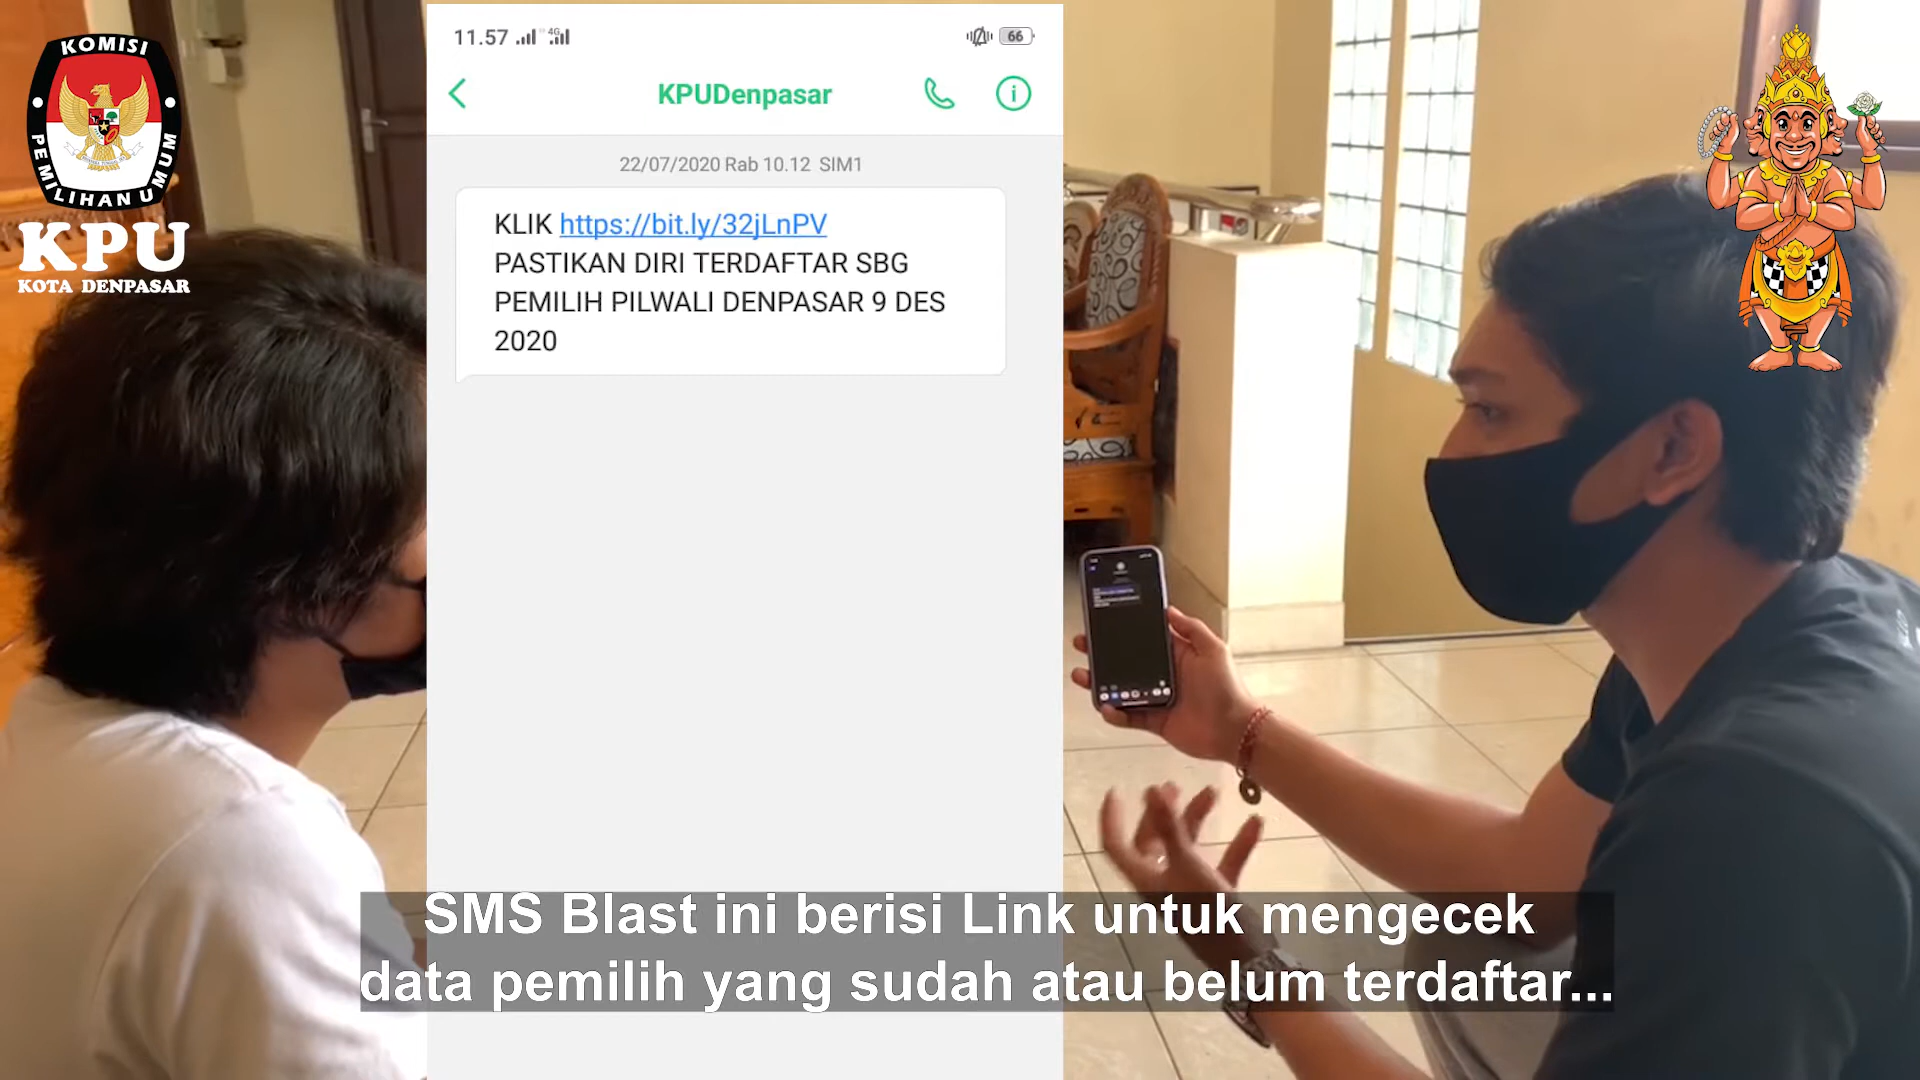 KOMISI
PEMILIHAN UMUM
KPU
KOTA DENPASAR
11.57
4G
66
KPUDenpasar
22/07/2020 Rab 10.12 SIM1
KLIK https://bit.ly/32jLnPV
PASTIKAN DIRI TERDAFTAR SBG
PEMILIH PILWALI DENPASAR 9 DES
2020
SMS Blast ini berisi Link untuk mengecek
data pemilih yang sudah atau belum terdaftar...